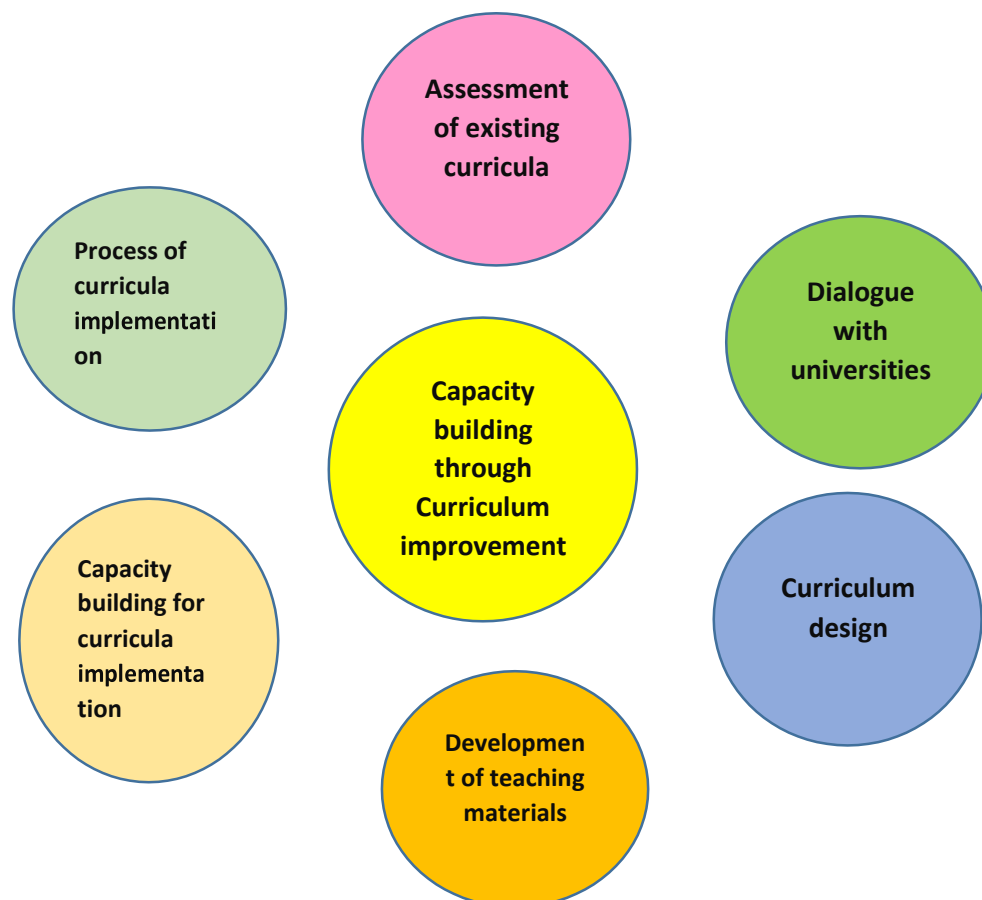 Assessment
of existing
curricula
Process of
curricula
implementati
on
Dialogue
with
universities
Capacity
building
through
Curriculum
improvement
Capacity
building for
curricula
implementa
tion
Curriculum
design
Developmen
t of teaching
materials